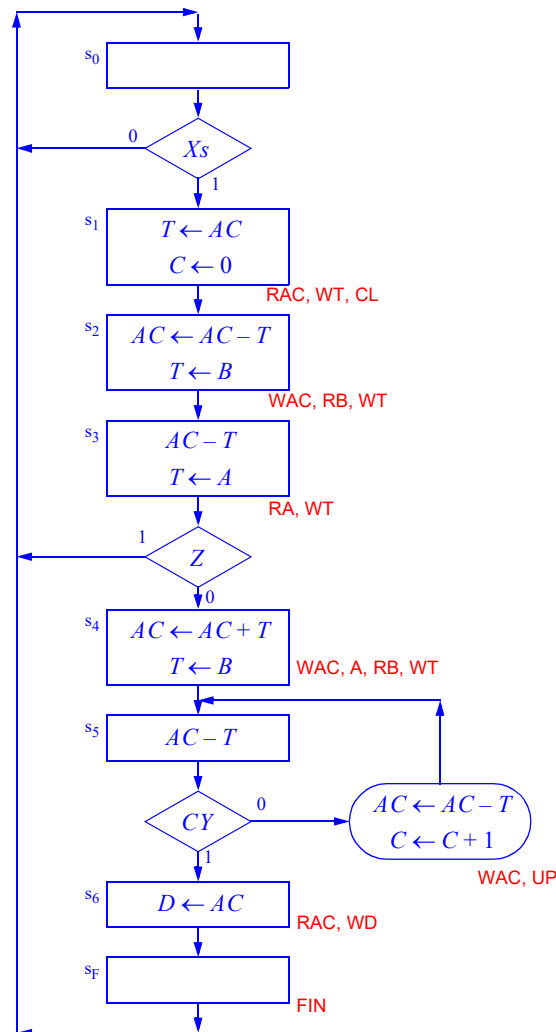 s0
0
Xs
1
s1
T ← AC
C ← 0
RAC, WT, CL
s2
AC ← AC – T
T ← B
WAC, RB, WT
s3
AC – T
T ← A
RA, WT
1
Z
0
s4
AC ← AC + T
T ← B
WAC, A, RB, WT
s5
AC – T
CY
0
AC ← AC – T
C ← C + 1
WAC, UP
1
s6
D ← AC
RAC, WD
sF
FIN